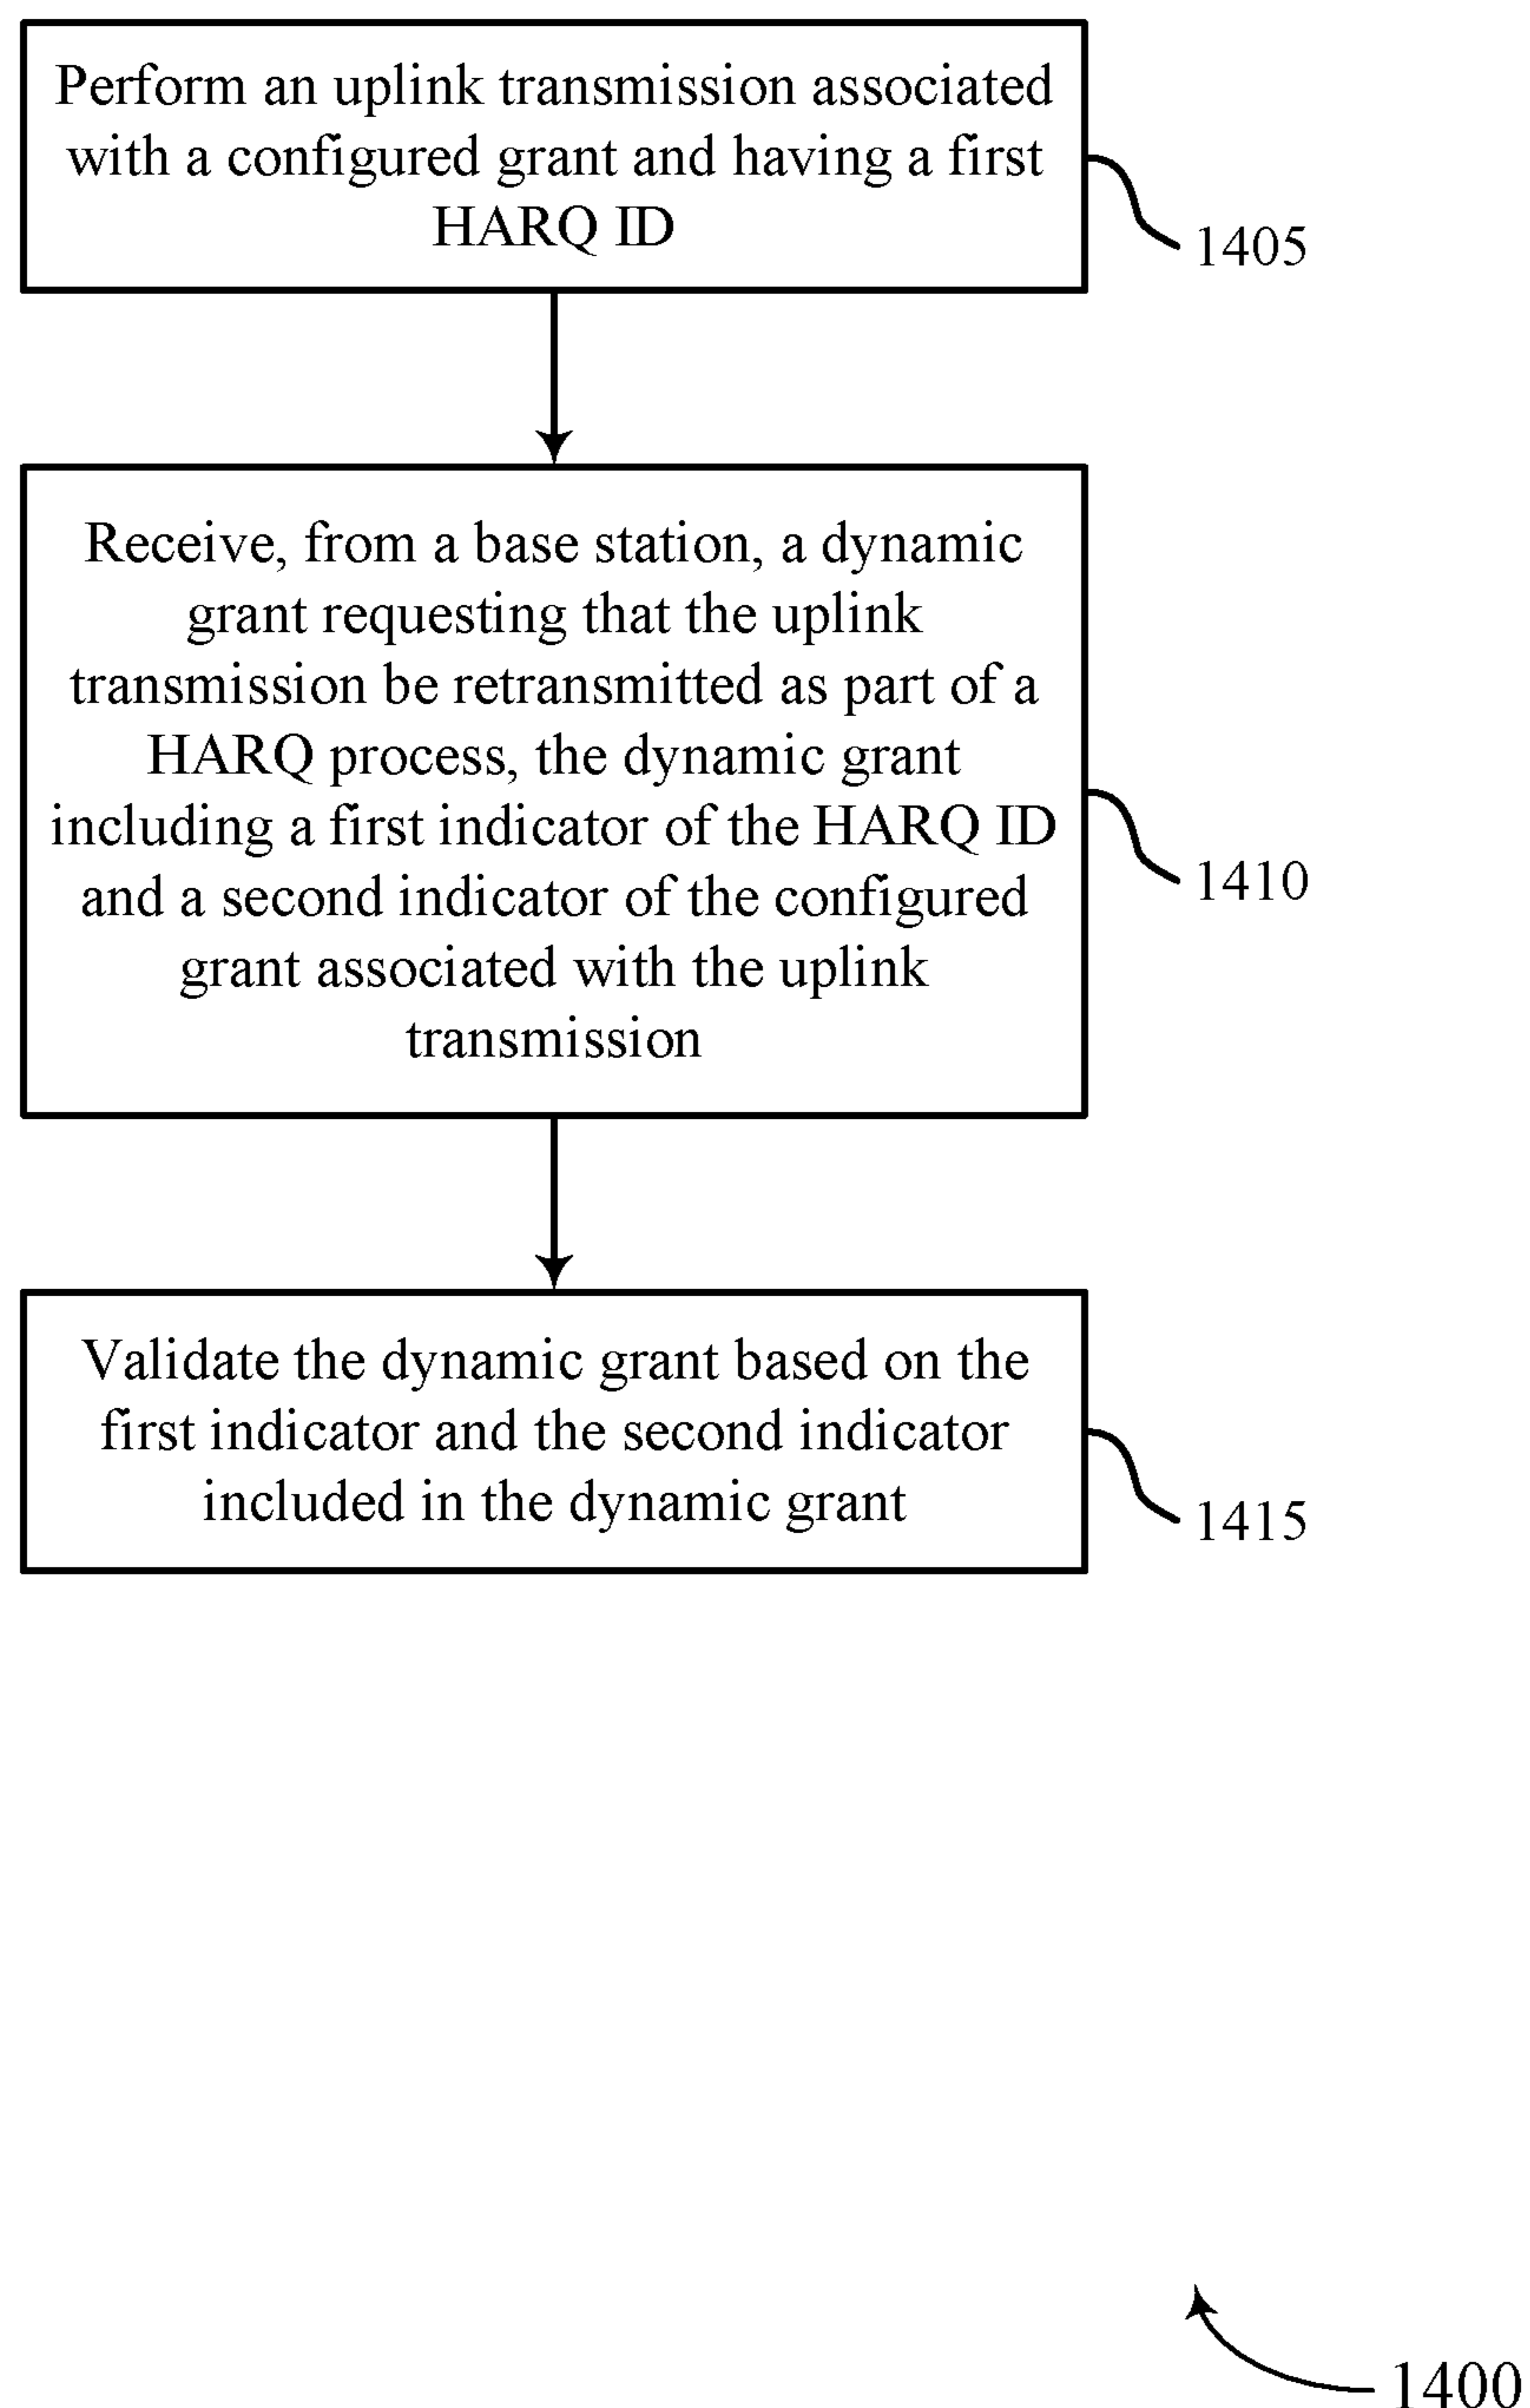 Perform an uplink transmission associated
with a configured grant and having a first
HARQ ID
1405
Receive, from a base station, a dynamic
grant requesting that the uplink
transmission be retransmitted as part of a
HARQ process, the dynamic grant
including a first indicator of the HARQ ID
and a second indicator of the configured
grant associated with the uplink
transmission
1410
Validate the dynamic grant based on the
first indicator and the second indicator
included in the dynamic grant
1415
1400